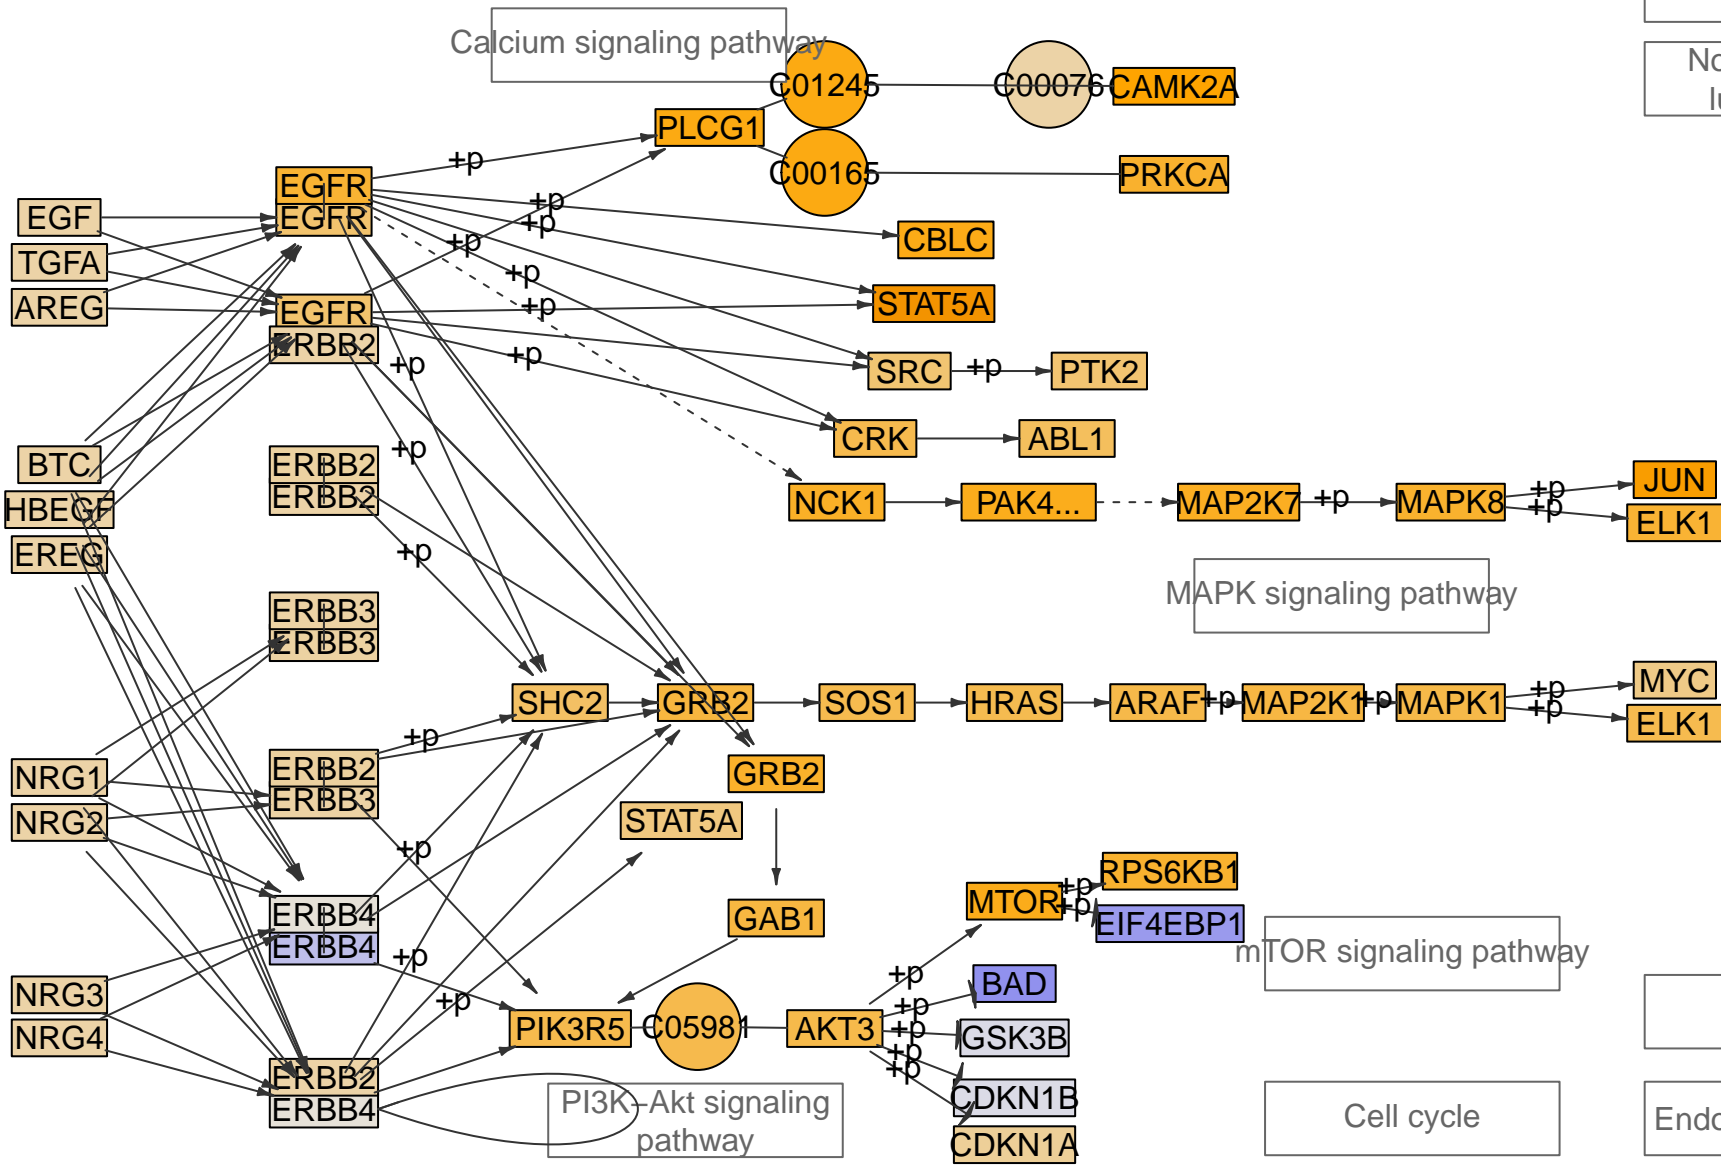 Calcium signaling pathway
No
lu
C01245
C00076
CAMK2A
PLCG1
C00165
PRKCA
+p
EGFR
EGFR
EGF
+p
+p
CBLC
TGFA
+p
+p
AREG
EGFR
+p
STAT5A
ERBB2
+p
+p
SRC
+p
PTK2
CRK
ABL1
BTC
ERBB2
+p
ERBB2
HBEGF
NCK1
PAK4...
MAP2K7
+p
MAPK8
+p
+p
JUN
ELK1
EREG
+p
MAPK signaling pathway
ERBB3
ERBB3
SHC2
GRB2
SOS1
HRAS
ARAF
+p
MAP2K1
+p
MAPK1
+p
+p
MYC
ELK1
+p
NRG1
ERBB2
ERBB3
GRB2
NRG2
STAT5A
+p
RPS6KB1
+p
+p
MTOR
EIF4EBP1
ERBB4
ERBB4
GAB1
mTOR signaling pathway
+p
+p
BAD
NRG3
+p
+p
NRG4
PIK3R5
C05981
AKT3
+p
GSK3B
+p
+p
ERBB2
ERBB4
CDKN1B
CDKN1A
PI3K–Akt signaling
pathway
Cell cycle
Endo